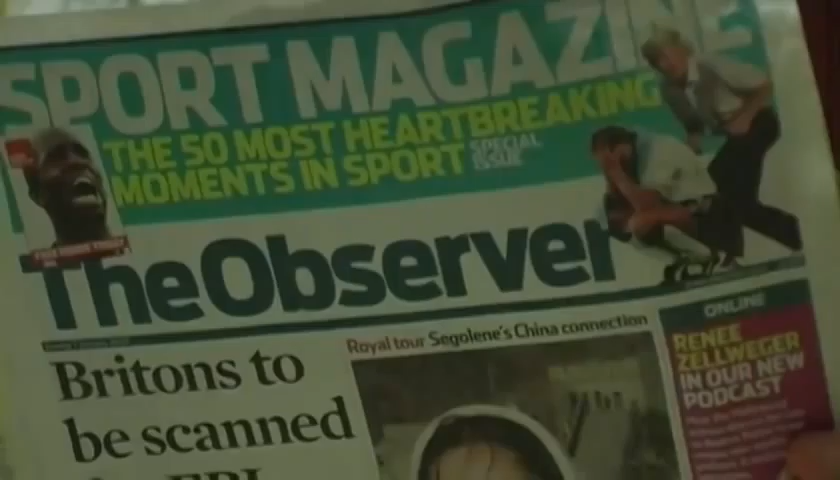 SPORT MAGAZINE
THE 50 MOST HEARTBREAKING
MOMENTS IN SPORT SPECIAL
ISSUE
The Observer
Royal tour Segolene's China connection
Britons to
be scanned
FBI
ONLINE
RENEE
ZELLWEGER
IN OUR NEW
PODCAST